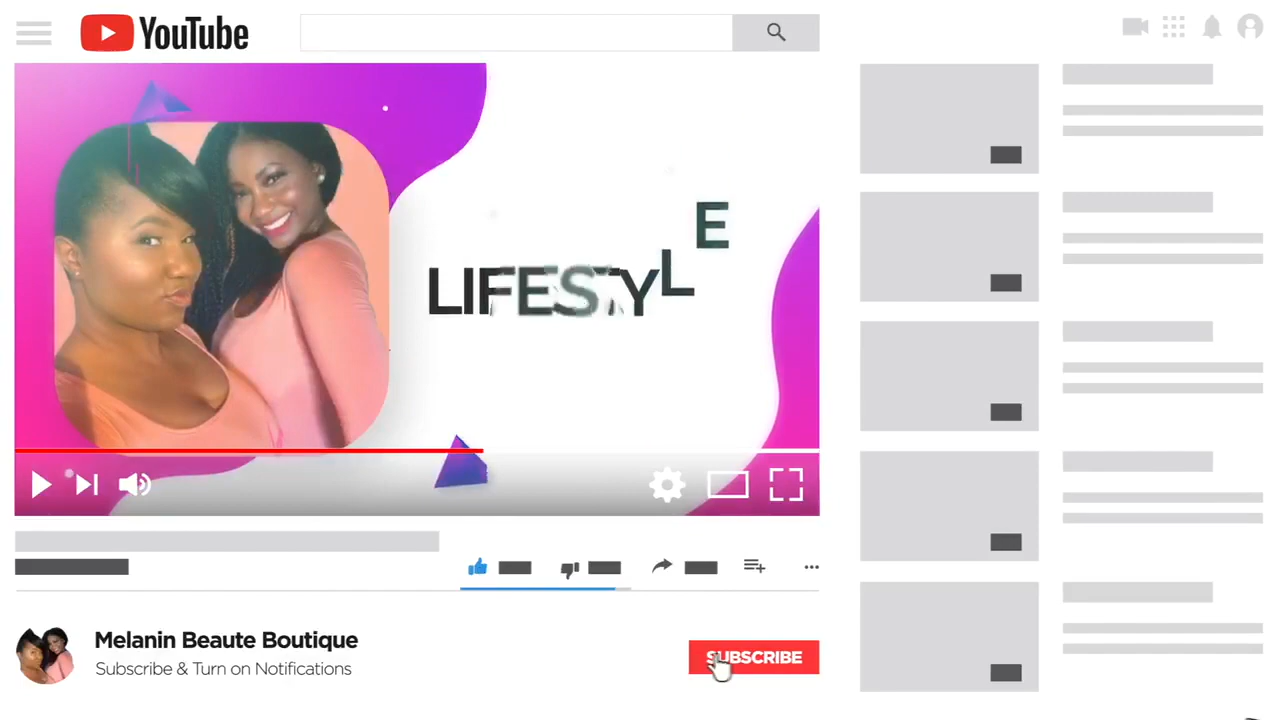 YouTube
LIFESTYLE
Melanin Beaute Boutique
Subscribe & Turn on Notifications
SUBSCRIBE